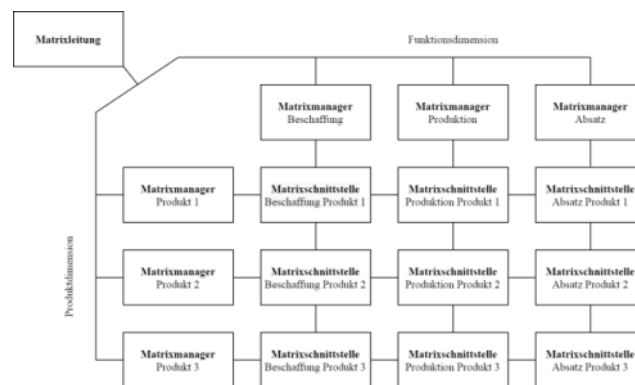 Matrixleitung
Funktionsdimension
Matrixmanager
Beschaffung
Matrixmanager
Produktion
Matrixmanager
Absatz
Produktdimension
Matrixmanager
Produkt 1
Matrixschnittstelle
Beschaffung Produkt 1
Matrixschnittstelle
Produktion Produkt 1
Matrixschnittstelle
Absatz Produkt 1
Matrixmanager
Produkt 2
Matrixschnittstelle
Beschaffung Produkt 2
Matrixschnittstelle
Produktion Produkt 2
Matrixschnittstelle
Absatz Produkt 2
Matrixmanager
Produkt 3
Matrixschnittstelle
Beschaffung Produkt 3
Matrixschnittstelle
Produktion Produkt 3
Matrixschnittstelle
Absatz Produkt 3